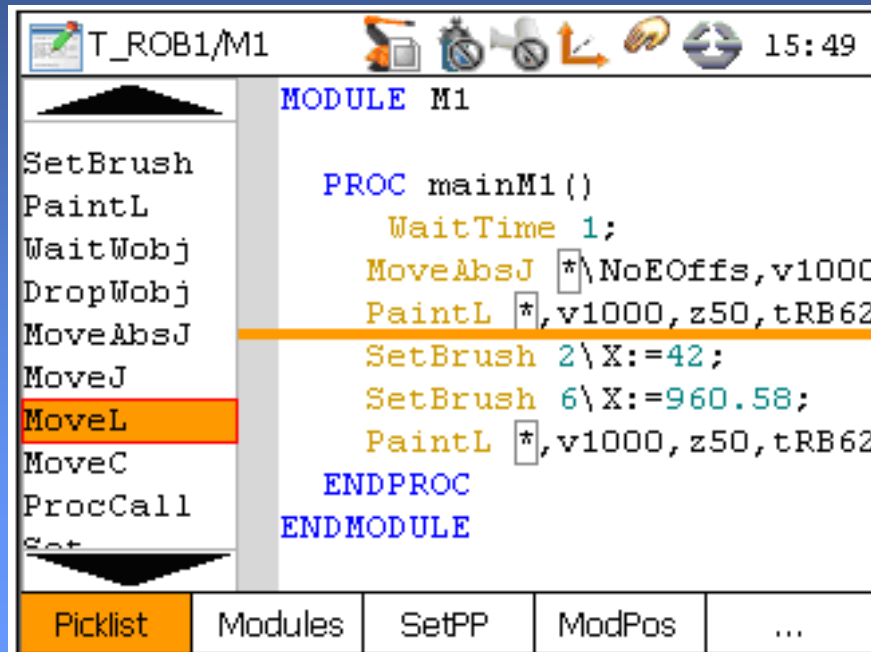 T_ROB1/M1
15:49
SetBrush
PaintL
WaitWobj
DropWobj
MoveAbsJ
MoveJ
MoveL
MoveC
ProcCall
Set
MODULE M1
PROC mainM1()
WaitTime 1;
MoveAbsJ *\NoEOffs,v1000
PaintL *,v1000,z50,tRB62
SetBrush 2\X:=42;
SetBrush 6\X:=960.58;
PaintL *,v1000,z50,tRB62
ENDPROC
ENDMODULE
Picklist
Modules
SetPP
ModPos
...